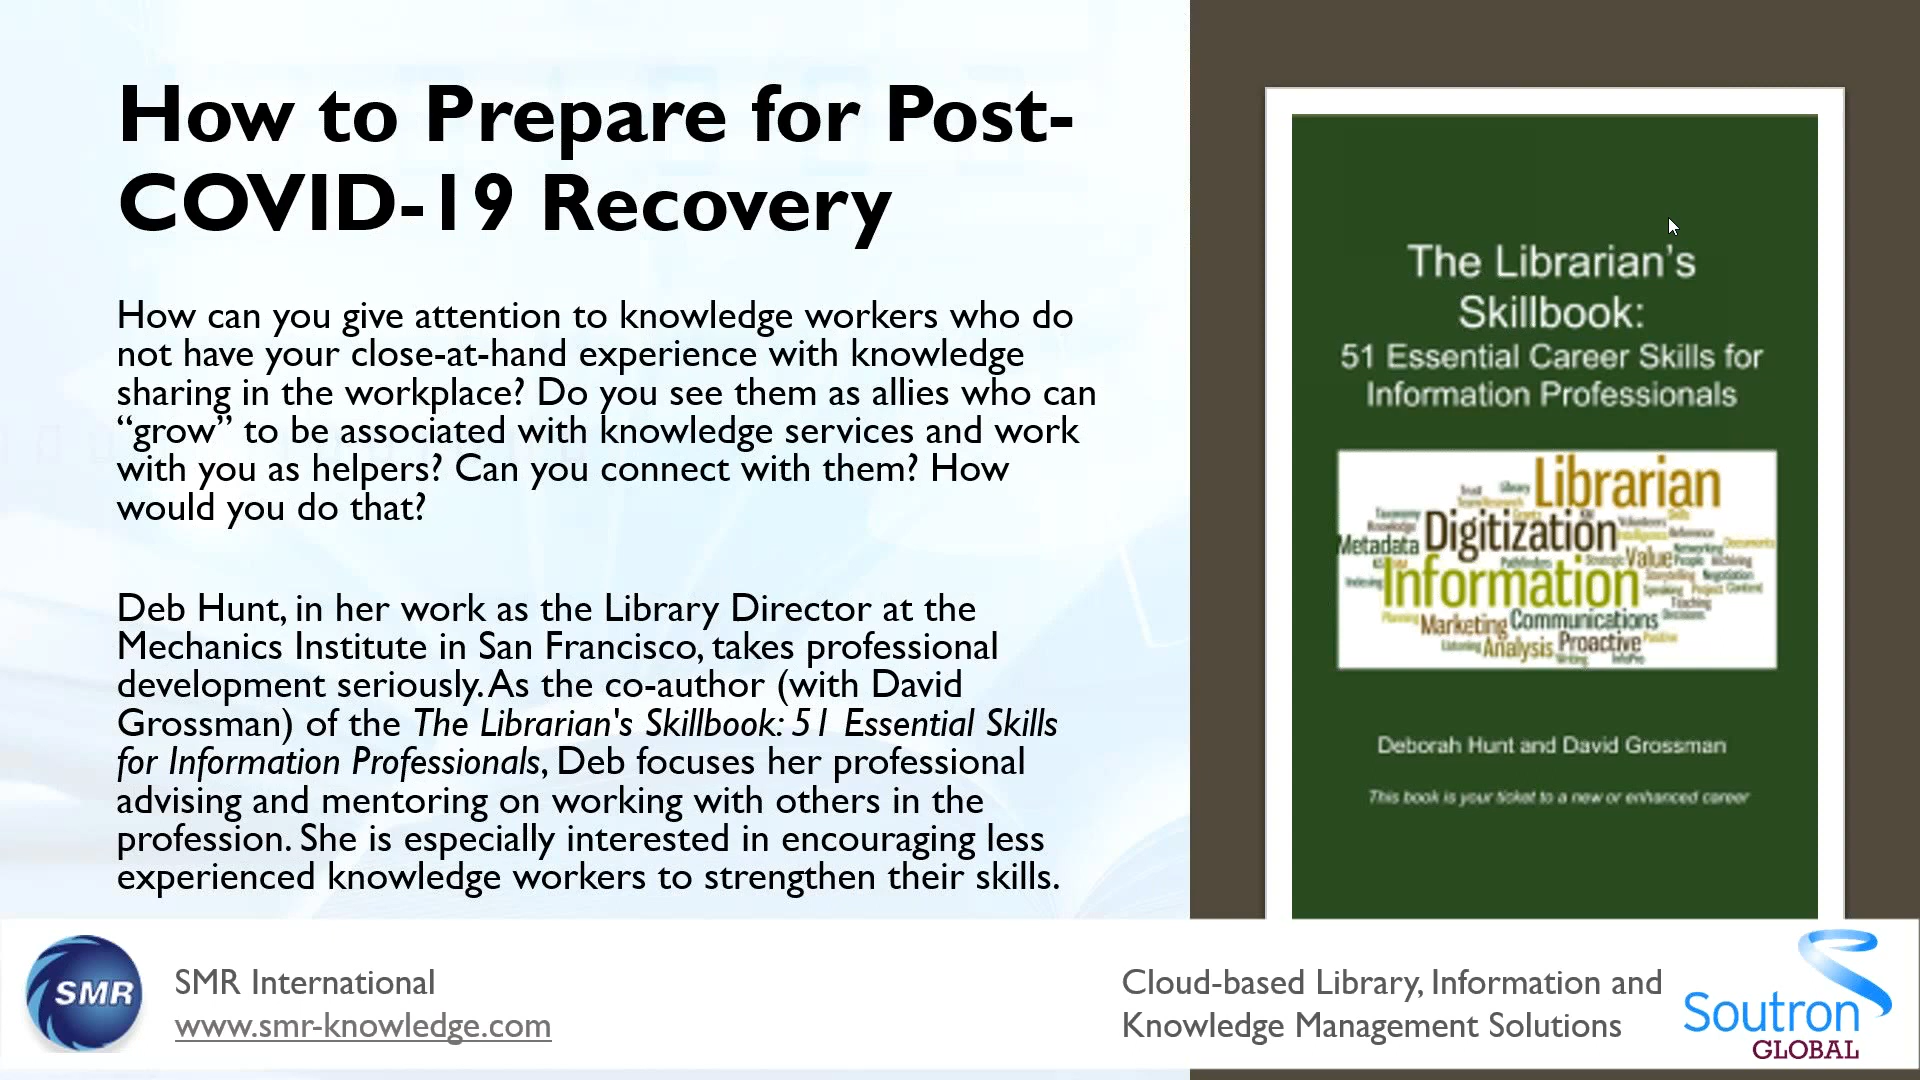 How to Prepare for Post-
COVID-19 Recovery
How can you give attention to knowledge workers who do
not have your close-at-hand experience with knowledge
sharing in the workplace? Do you see them as allies who can
“grow” to be associated with knowledge services and work
with you as helpers? Can you connect with them? How
would you do that?
Deb Hunt, in her work as the Library Director at the
Mechanics Institute in San Francisco, takes professional
development seriously. As the co-author (with David
Grossman) of the The Librarian's Skillbook: 51 Essential Skills
for Information Professionals, Deb focuses her professional
advising and mentoring on working with others in the
profession. She is especially interested in encouraging less
experienced knowledge workers to strengthen their skills.
The Librarian’s
Skillbook:
51 Essential Career Skills for
Information Professionals
Librarian
Digitization
Metadata
Value
Information
Communications
Marketing
Proactive
Analysis
Deborah Hunt and David Grossman
This book is your ticket to a new or enhanced career
SMR
SMR International
www.smr-knowledge.com
Cloud-based Library, Information and
Knowledge Management Solutions
Soutron
GLOBAL